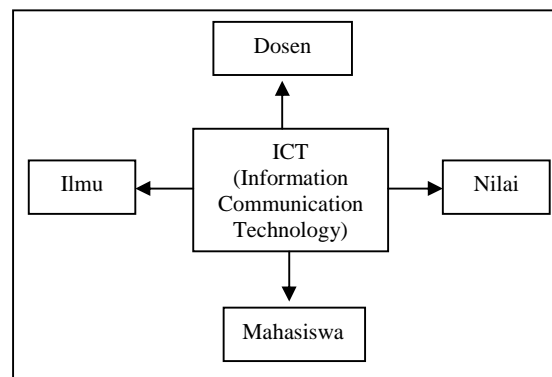 Dosen
ICT
(Information
Communication
Technology)
Ilmu
Nilai
Mahasiswa